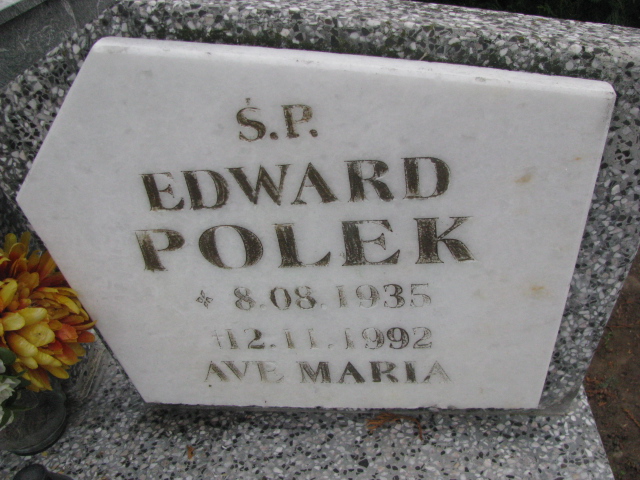 Ś.P.
EDWARD
POLEK
* 8.08.1935
† 12.11.1992
AVE MARIA